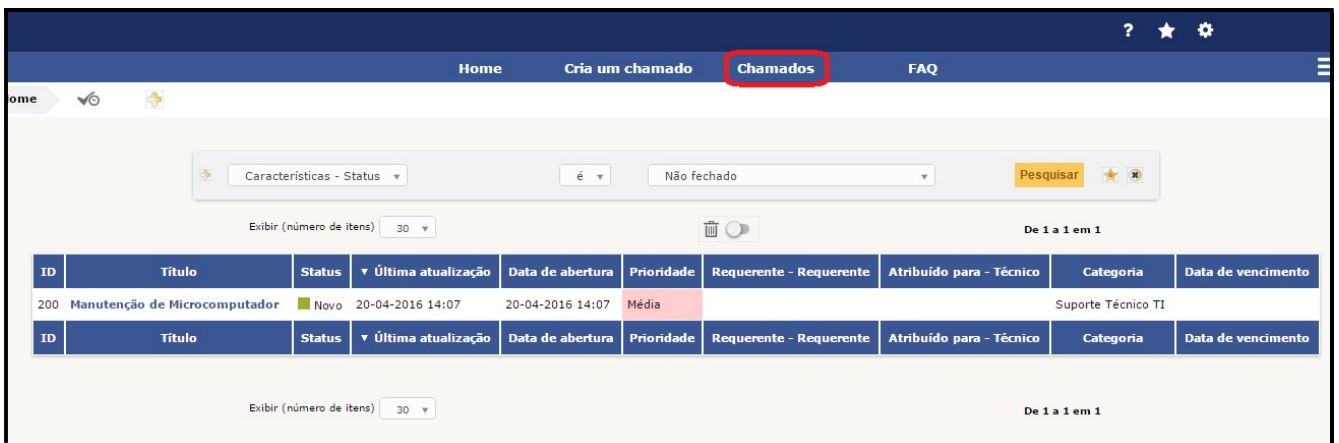 ?
Home Cria um chamado Chamados FAQ
ome
Características - Status é Não fechado Pesquisar
Exibir (número de itens) 30 De 1 a 1 em 1
ID Título Status ▼ Última atualização Data de abertura Prioridade Requerente - Requerente Atribuído para - Técnico Categoria Data de vencimento
200 Manutenção de Microcomputador Novo 20-04-2016 14:07 20-04-2016 14:07 Média Suporte Técnico TI
ID Título Status ▼ Última atualização Data de abertura Prioridade Requerente - Requerente Atribuído para - Técnico Categoria Data de vencimento
Exibir (número de itens) 30 De 1 a 1 em 1